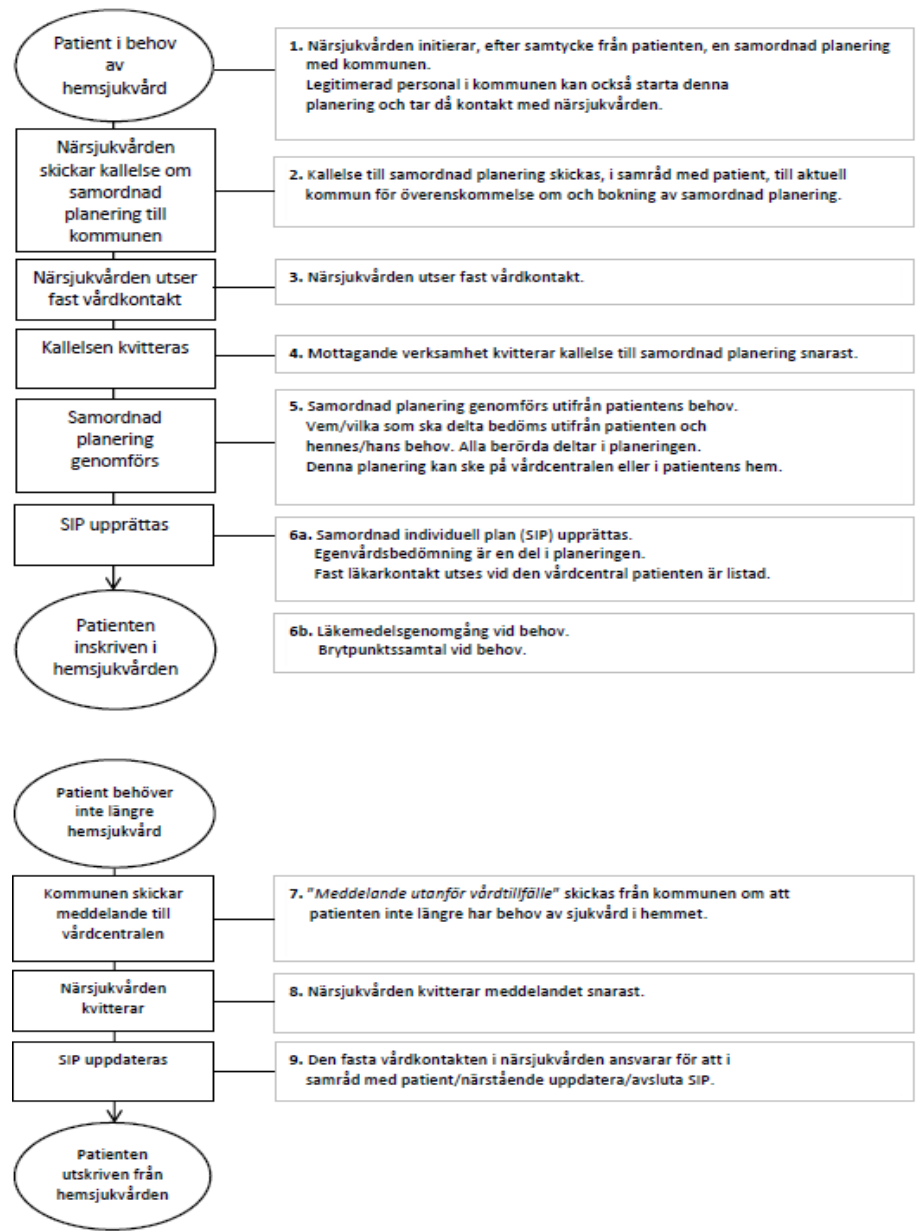 Patient i behov
av
hemsjukvård
1. Närsjukvården initierar, efter samtycke från patienten, en samordnad planering
med kommunen.
Legitimerad personal i kommunen kan också starta denna
planering och tar då kontakt med närsjukvården.
Närsjukvården
skickar kallelse om
samordnad
planering till
kommunen
2. Kallelse till samordnad planering skickas, i samråd med patient, till aktuell
kommun för överenskommelse om och bokning av samordnad planering.
Närsjukvården utser
fast vårdkontakt
3. Närsjukvården utser fast vårdkontakt.
Kallelsen kvitteras
4. Mottagande verksamhet kvitterar kallelse till samordnad planering snarast.
Samordnad
planering
genomförs
5. Samordnad planering genomförs utifrån patientens behov.
Vem/vilka som ska delta bedöms utifrån patienten och
hennes/hans behov. Alla berörda deltar i planeringen.
Denna planering kan ske på vårdcentralen eller i patientens hem.
SIP upprättas
6a. Samordnad individuell plan (SIP) upprättas.
Egenvårdsbedömning är en del i planeringen.
Fast läkarkontakt utses vid den vårdcentral patienten är listad.
Patienten
inskriven i
hemsjukvården
6b. Läkemedelsgenomgång vid behov.
Brytpunktssamtal vid behov.
Patient behöver
inte längre
hemsjukvård
Kommunen skickar
meddelande till
vårdcentralen
7. "Meddelande utanför vårdtillfälle" skickas från kommunen om att
patienten inte längre har behov av sjukvård i hemmet.
Närsjukvården
kvitterar
8. Närsjukvården kvitterar meddelandet snarast.
SIP uppdateras
9. Den fasta vårdkontakten i närsjukvården ansvarar för att i
samråd med patient/närstående uppdatera/avsluta SIP.
Patienten
utskriven från
hemsjukvården